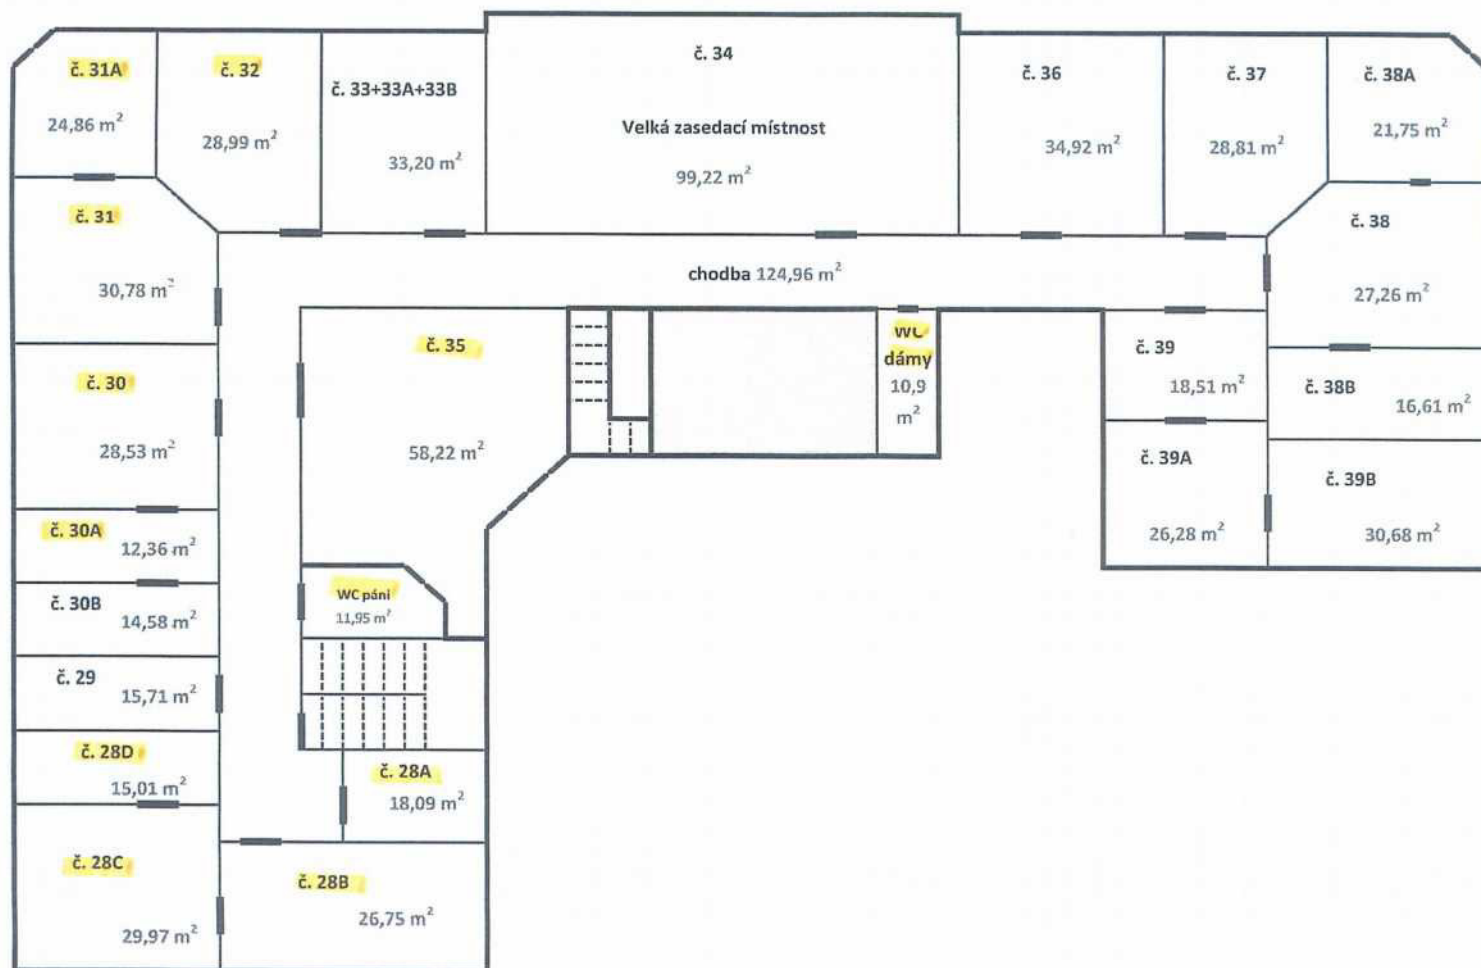 č. 31A
24,86 m²
č. 32
28,99 m²
č. 33+33A+33B
33,20 m²
č. 34
Velká zasedací místnost
99,22 m²
č. 36
34,92 m²
č. 37
28,81 m²
č. 38A
21,75 m²
č. 31
30,78 m²
chodba 124,96 m²
č. 38
27,26 m²
č. 30
28,53 m²
č. 35
58,22 m²
WC
dámy
10,9
m²
č. 39
18,51 m²
č. 38B
16,61 m²
č. 39A
26,28 m²
č. 39B
30,68 m²
č. 30A
12,36 m²
č. 30B
14,58 m²
WC páni
11,95 m²
č. 29
15,71 m²
č. 28D
15,01 m²
č. 28A
18,09 m²
č. 28C
29,97 m²
č. 28B
26,75 m²